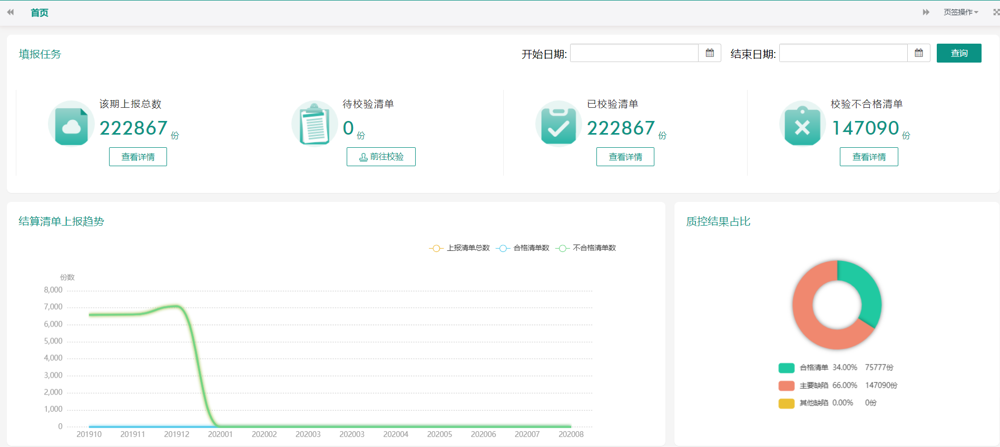 首页
页签操作
填报任务
开始日期:
结束日期:
查询
该期上报总数
222867 份
查看详情
待校验清单
0 份
前往校验
已校验清单
222867 份
查看详情
校验不合格清单
147090 份
查看详情
结算清单上报趋势
上报清单总数 合格清单数 不合格清单数
份数
8,000
7,000
6,000
5,000
4,000
3,000
2,000
1,000
0
201910 201911 201912 202001 202002 202003 202003 202004 202005 202006 202007 202008
质控结果占比
合格清单 34.00% 75777份
主要缺陷 66.00% 147090份
其他缺陷 0.00% 0份